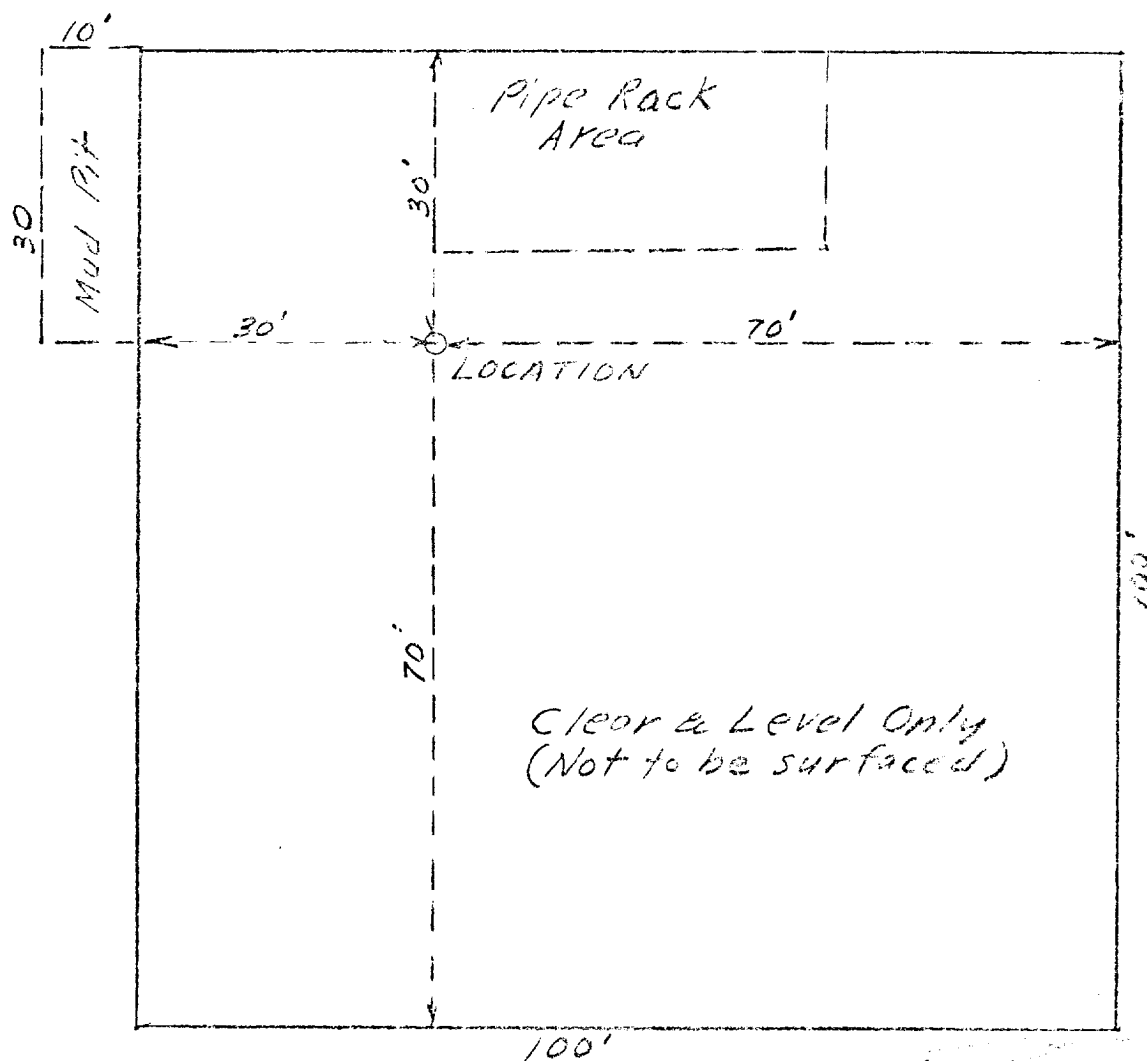 10'
Pipe Rack
Area
30'
30
Mud Pit
30'
70'
LOCATION
100'
70'
Clear & Level Only
(Not to be surfaced)
100'